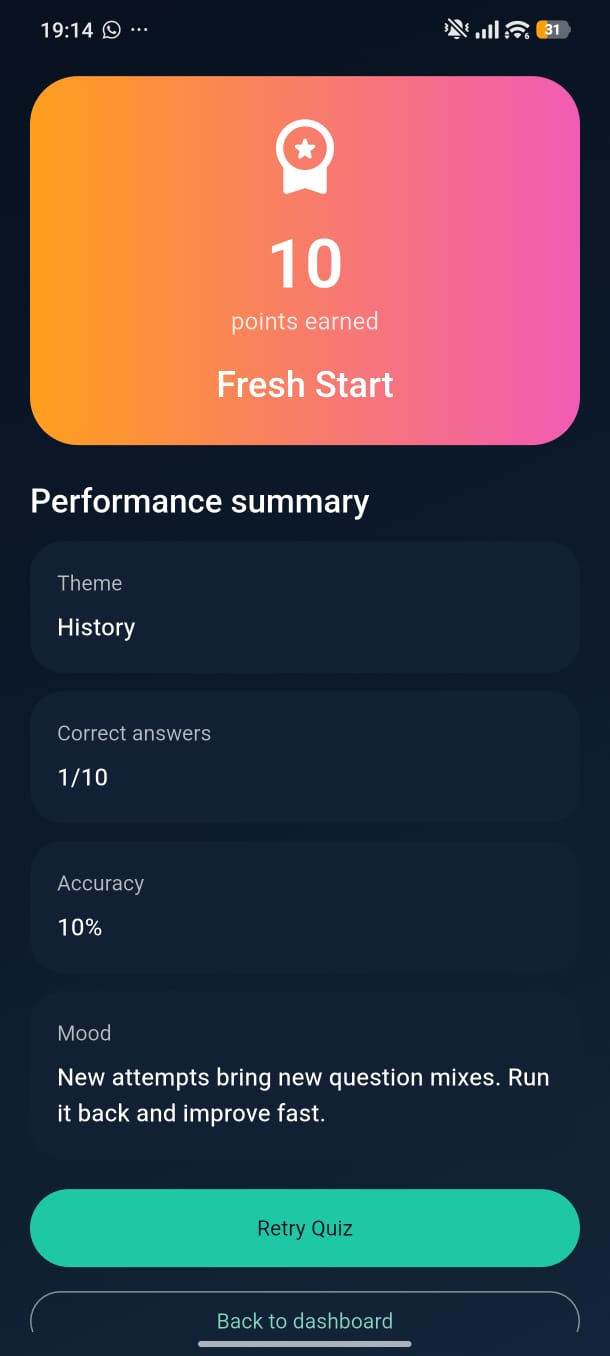 19:14
31
10
points earned
Fresh Start
Performance summary
Theme
History
Correct answers
1/10
Accuracy
10%
Mood
New attempts bring new question mixes. Run
it back and improve fast.
Retry Quiz
Back to dashboard